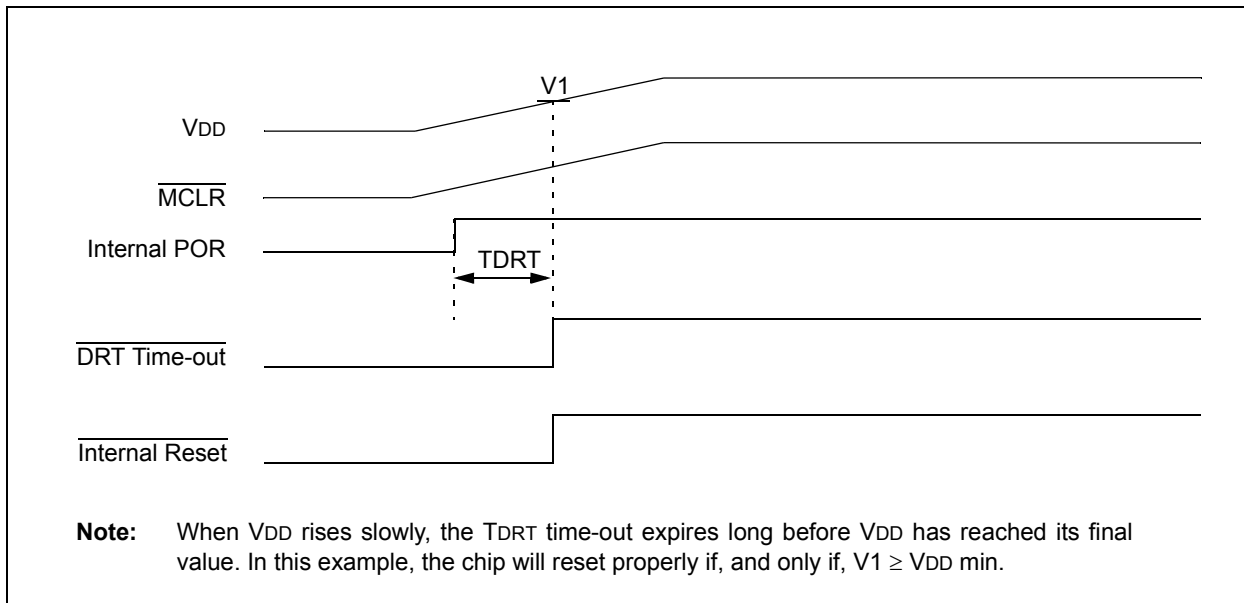 V1
VDD
MCLR
Internal POR
TDRT
DRT Time-out
Internal Reset
Note: When VDD rises slowly, the TDRT time-out expires long before VDD has reached its final
value. In this example, the chip will reset properly if, and only if, V1 ≥ VDD min.